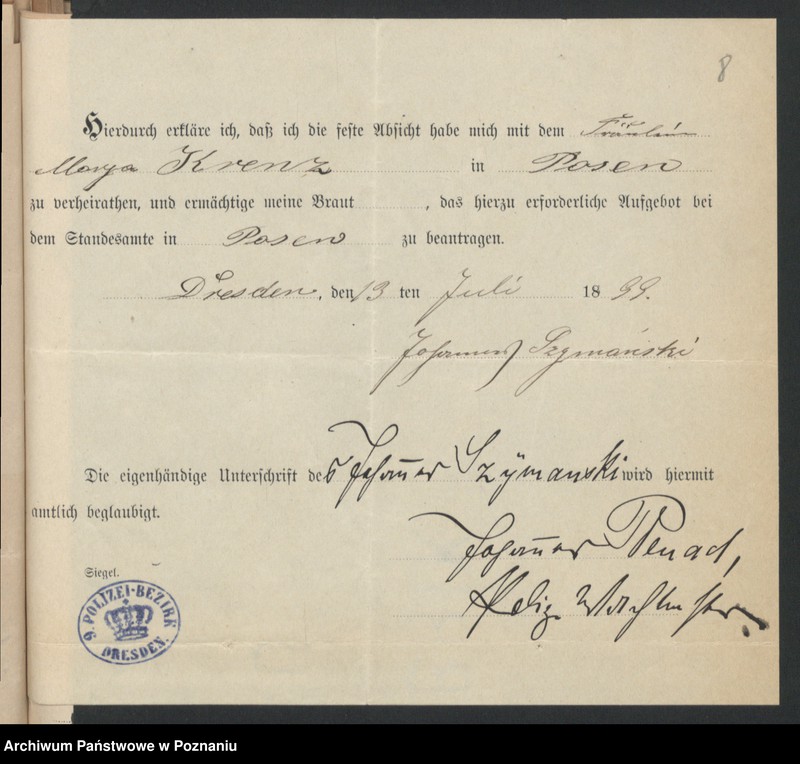 8
Hierdurch erkläre ich, daß ich die feste Absicht habe mich mit dem Fräulein
Marya Krenz in Posen
zu verheirathen, und ermächtige meine Braut , das hierzu erforderliche Aufgebot bei
dem Standesamte in Posen zu beantragen.
Dresden, den 13 ten Juli 1899.
Johannes Szymański
Die eigenhändige Unterschrift des Johannes Szymanski wird hiermit
amtlich beglaubigt.
Johannes
Siegel.
9. POLIZEI-BEZIRK
DRESDEN.
Archiwum Państwowe w Poznaniu